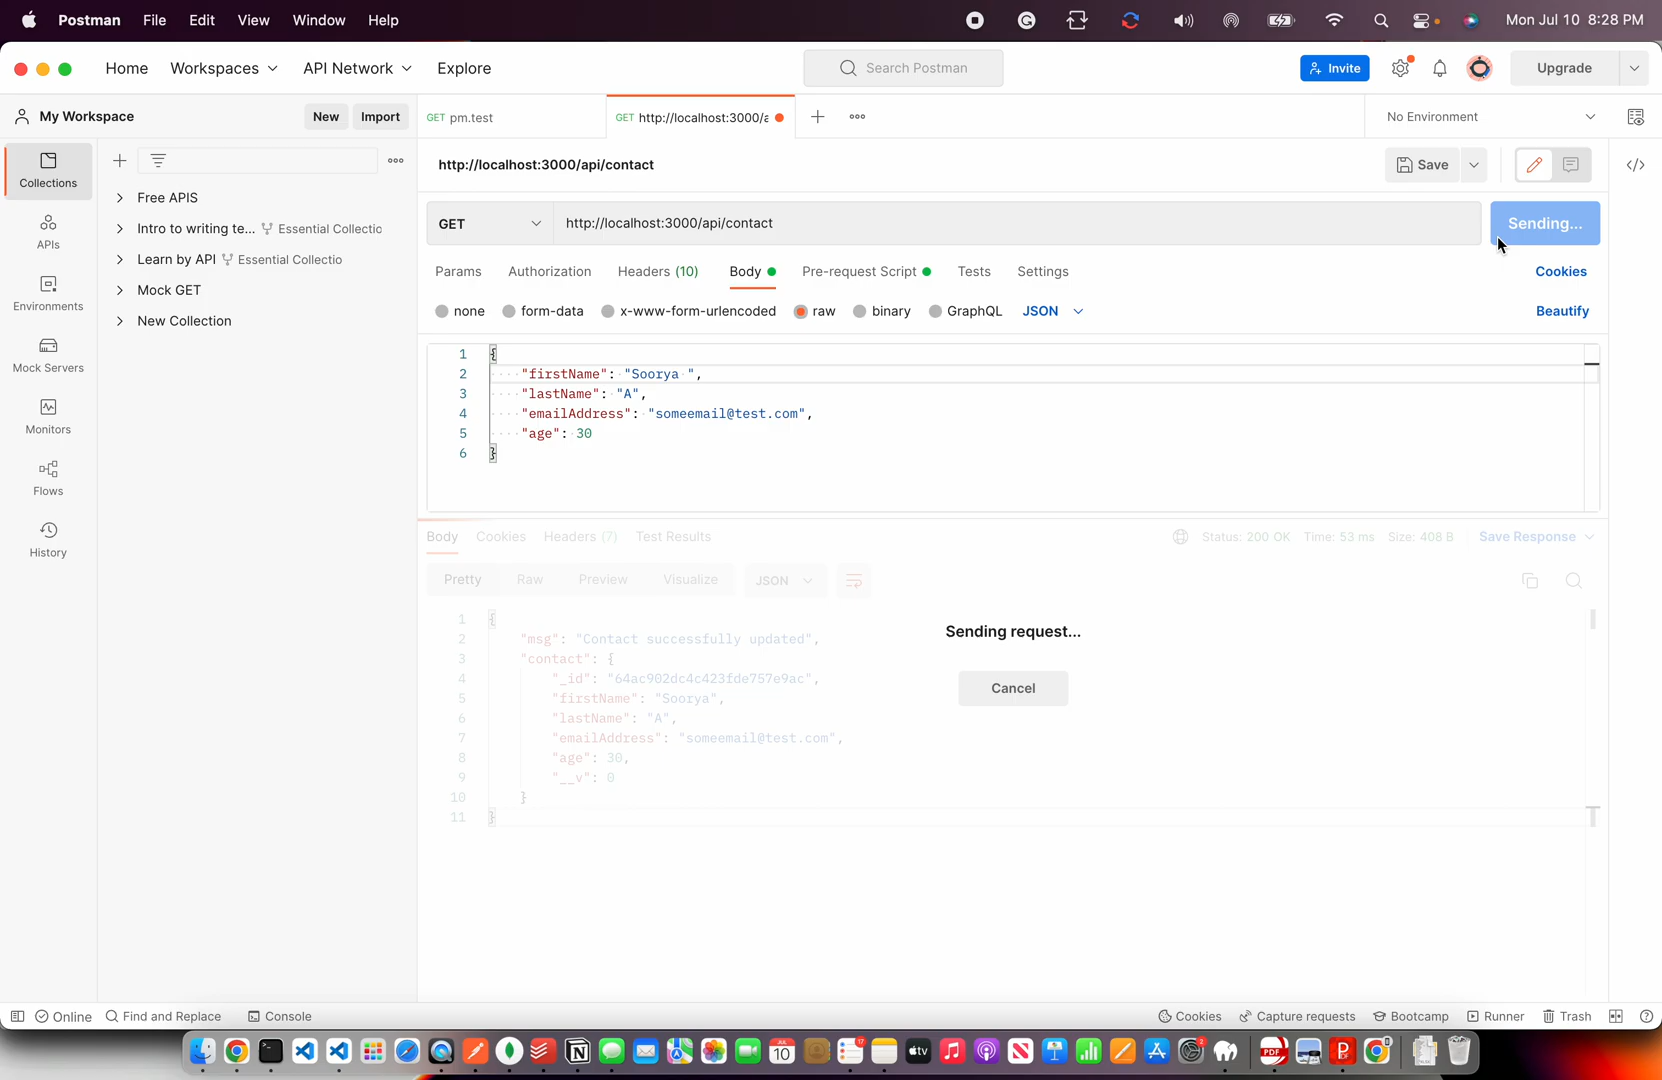 Postman File Edit View Window Help Mon Jul 10 8:28 PM
Home Workspaces API Network Explore Search Postman Invite Upgrade
My Workspace New Import GET pm.test GET http://localhost:3000/a No Environment
http://localhost:3000/api/contact Save
GET http://localhost:3000/api/contact Sending...
Params Authorization Headers (10) Body Pre-request Script Tests Settings Cookies
none form-data x-www-form-urlencoded raw binary GraphQL JSON Beautify
Collections
APIs
Environments
Mock Servers
Monitors
Flows
History
Free APIS
Intro to writing te... Essential Collectio
Learn by API Essential Collectio
Mock GET
New Collection
1 {
2 "firstName": "Soorya ",
3 "lastName": "A",
4 "emailAddress": "someemail@test.com",
5 "age": 30
6 }
Body Cookies Headers (7) Test Results Status: 200 OK Time: 53 ms Size: 408 B Save Response
Pretty Raw Preview Visualize JSON
1 {
2 "msg": "Contact successfully updated",
3 "contact": {
4 "_id": "64ac902dc4c423fde757e9ac",
5 "firstName": "Soorya",
6 "lastName": "A",
7 "emailAddress": "someemail@test.com",
8 "age": 30,
9 "__v": 0
10 }
11 }
Sending request...
Cancel
Online Find and Replace Console Cookies Capture requests Bootcamp Runner Trash
JUL
10
17
tv
2
PDF